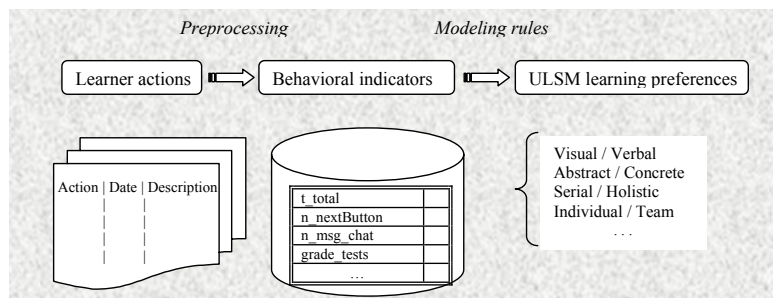 Preprocessing
Modeling rules
Learner actions
Behavioral indicators
ULSM learning preferences
Action | Date | Description
t_total
n_nextButton
n_msg_chat
grade_tests
…
Visual / Verbal
Abstract / Concrete
Serial / Holistic
Individual / Team
. . .